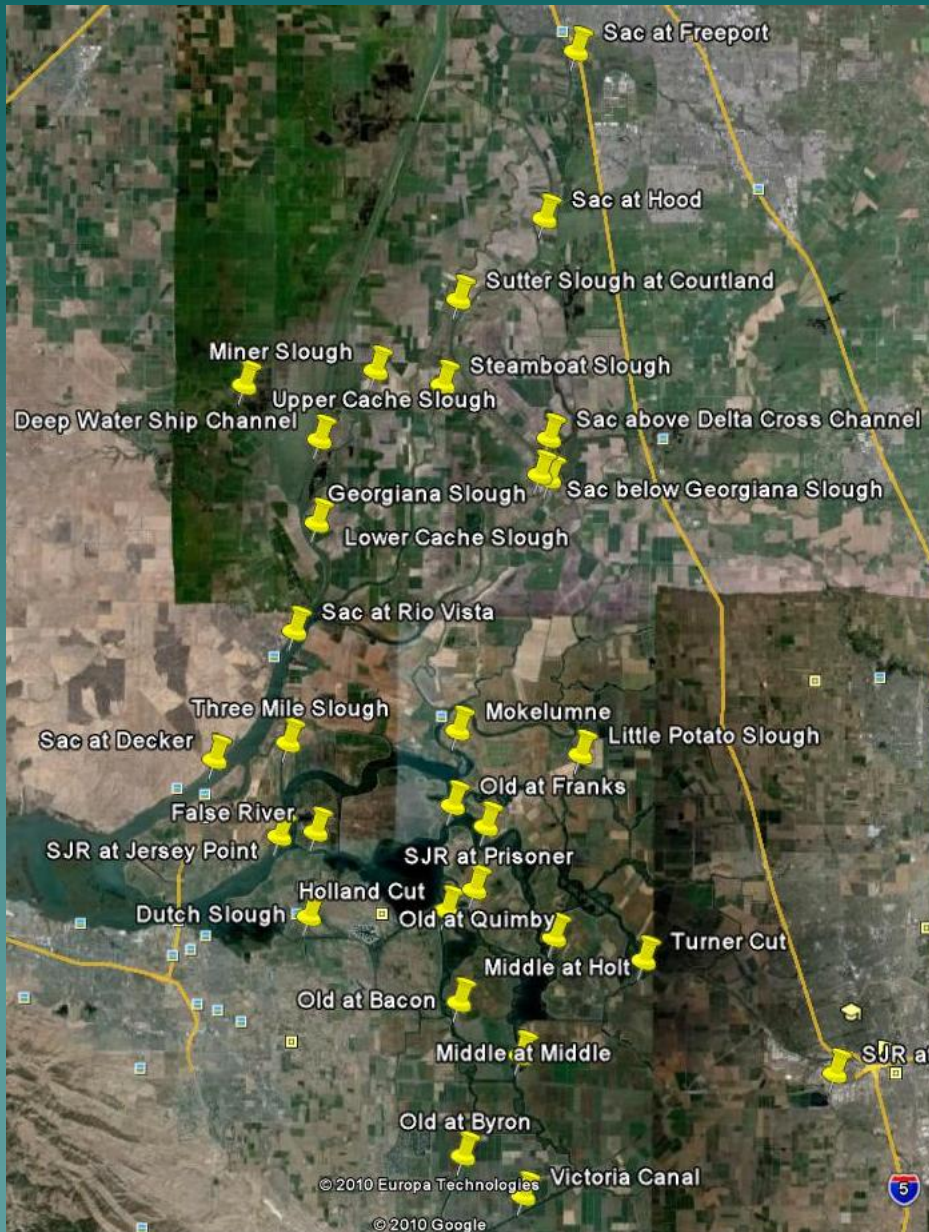 Sac at Freeport
Sac at Hood
Sutter Slough at Courtland
Miner Slough
Steamboat Slough
Upper Cache Slough
Deep Water Ship Channel
Sac above Delta Cross Channel
Georgiana Slough
Sac below Georgiana Slough
Lower Cache Slough
Sac at Rio Vista
Three Mile Slough
Mokelumne
Sac at Decker
Little Potato Slough
Old at Franks
False River
SJR at Jersey Point
SJR at Prisoner
Holland Cut
Dutch Slough
Old at Quimby
Turner Cut
Middle at Holt
Old at Bacon
Middle at Middle
SJR at
Old at Byron
Victoria Canal
© 2010 Europa Technologies
5
© 2010 Google